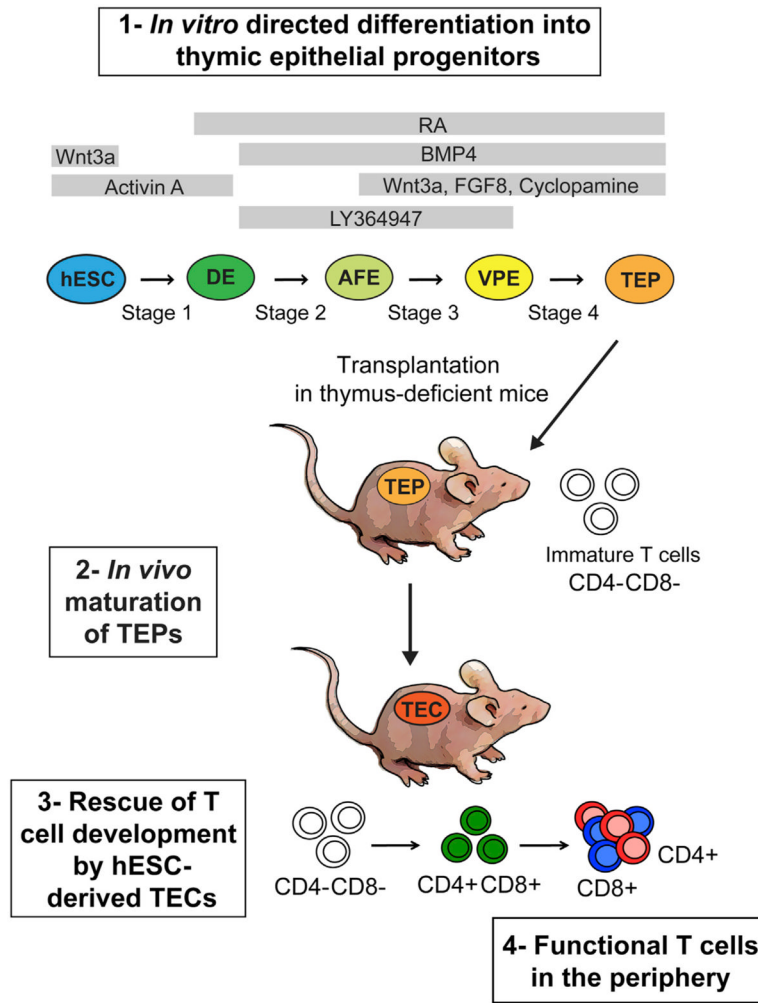 1- In vitro directed differentiation into
thymic epithelial progenitors
RA
Wnt3a
BMP4
Activin A
Wnt3a, FGF8, Cyclopamine
LY364947
hESC
DE
AFE
VPE
TEP
Stage 1
Stage 2
Stage 3
Stage 4
Transplantation
in thymus-deficient mice
TEP
Immature T cells
CD4-CD8-
2- In vivo
maturation
of TEPs
TEC
3- Rescue of T
cell development
by hESC-
derived TECs
CD4-CD8-
CD4+CD8+
CD8+
CD4+
4- Functional T cells
in the periphery